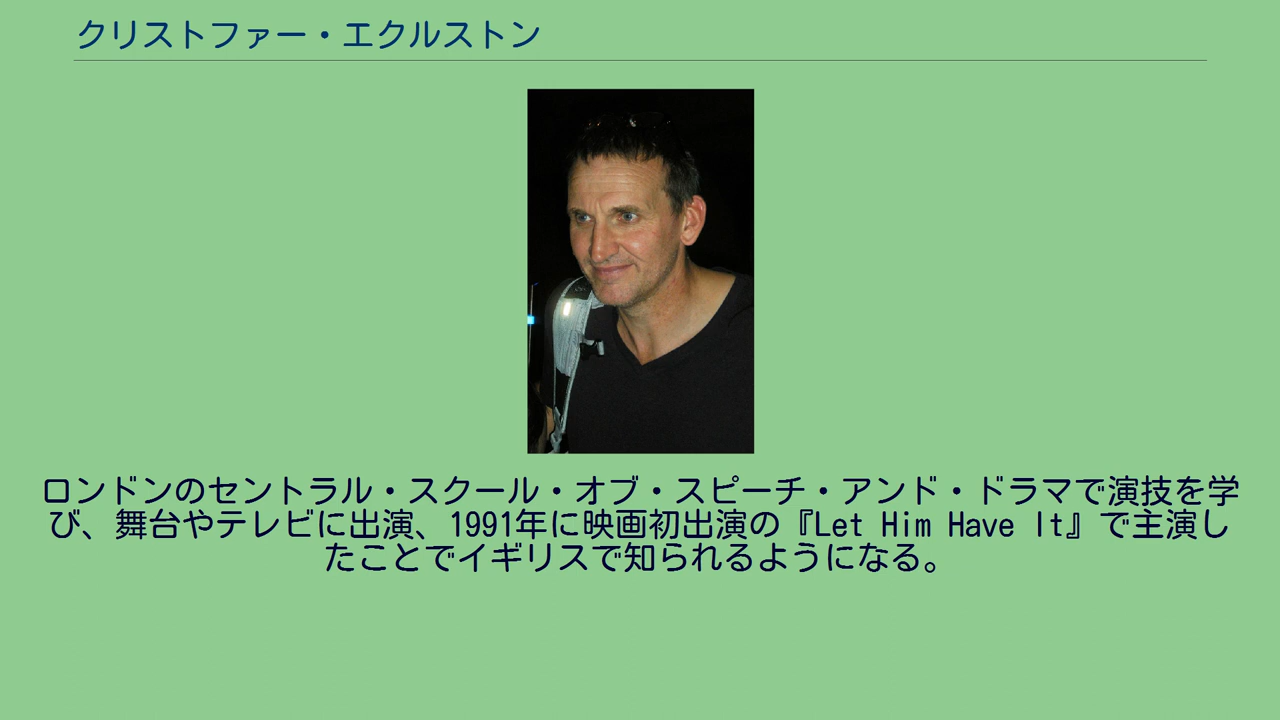 クリストファー・エクルストン
ロンドンのセントラル・スクール・オブ・スピーチ・アンド・ドラマで演技を学
び、舞台やテレビに出演、1991年に映画初出演の『Let Him Have It』で主演し
たことでイギリスで知られるようになる。